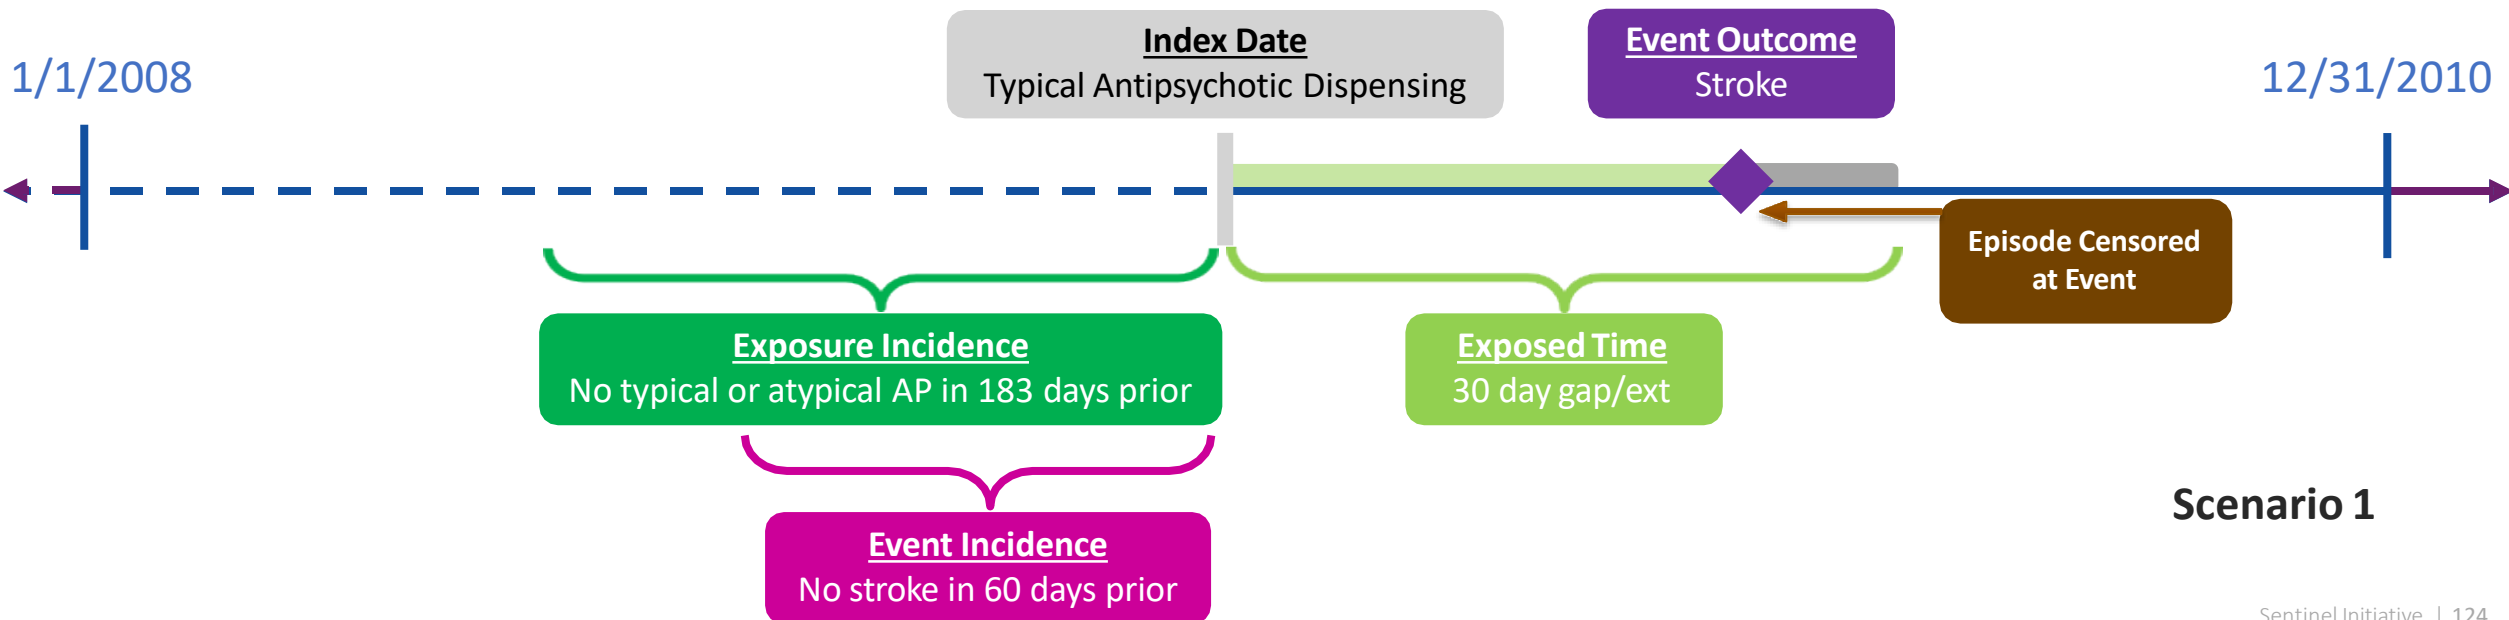 1/1/2008
Index Date
Typical Antipsychotic Dispensing
Event Outcome
Stroke
12/31/2010
Episode Censored
at Event
Exposure Incidence
No typical or atypical AP in 183 days prior
Exposed Time
30 day gap/ext
Event Incidence
No stroke in 60 days prior
Scenario 1
Sentinel Initiative | 124